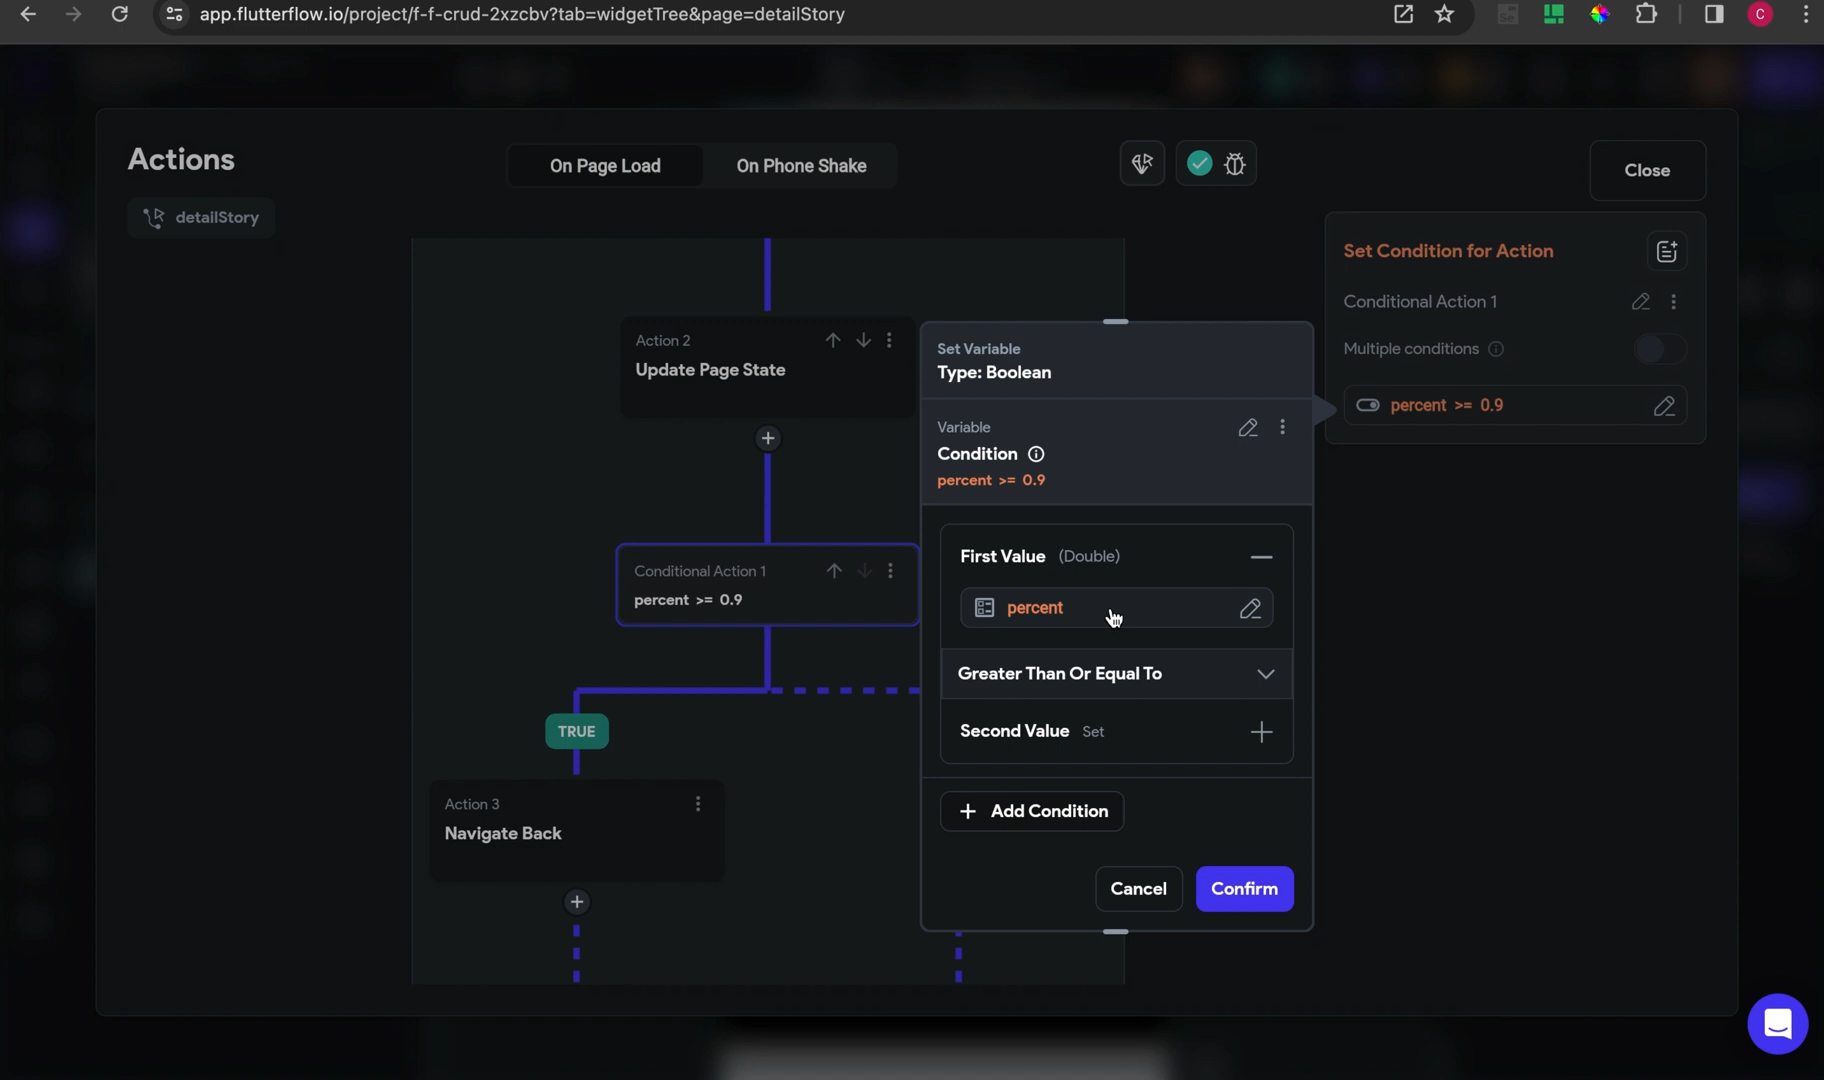 app.flutterflow.io/project/f-f-crud-2xzcbv?tab=widgetTree&page=detailStory
C
Actions
On Page Load
On Phone Shake
Close
detailStory
Set Condition for Action
Conditional Action 1
Multiple conditions
percent >= 0.9
Action 2
Update Page State
Set Variable
Type: Boolean
Variable
Condition
percent >= 0.9
Conditional Action 1
percent >= 0.9
First Value (Double)
percent
Greater Than Or Equal To
Second Value Set
TRUE
Action 3
Navigate Back
Add Condition
Cancel
Confirm